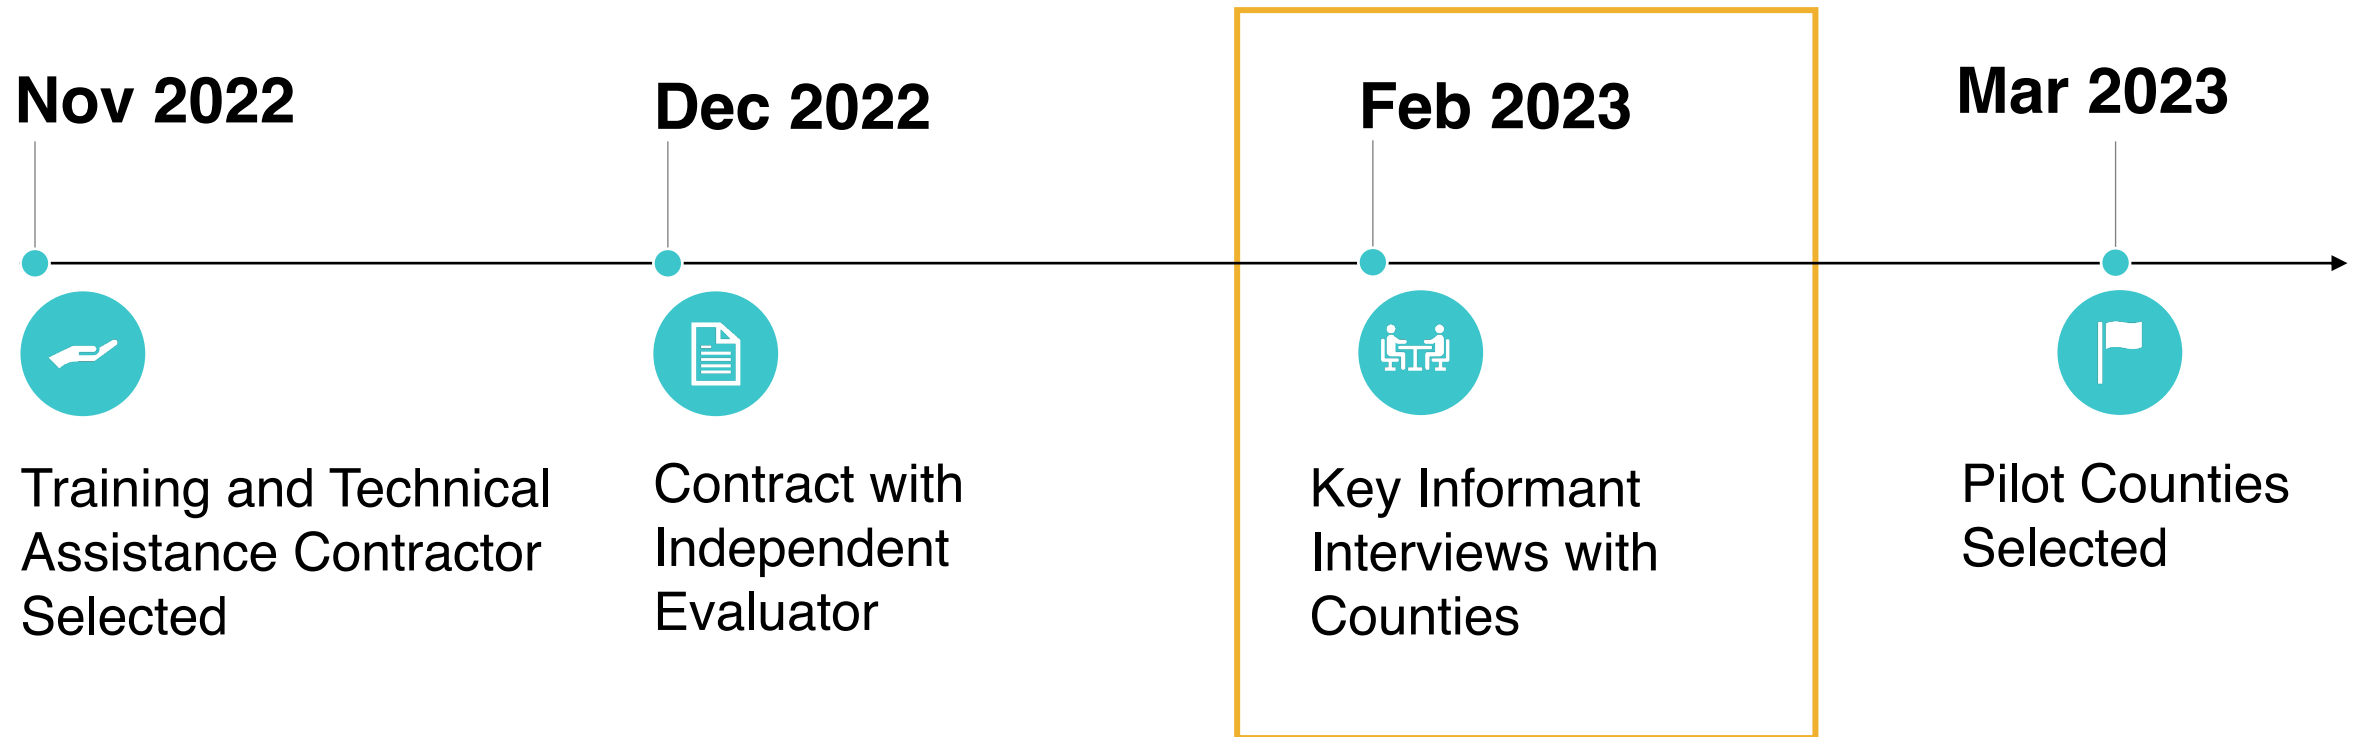 Nov 2022
Dec 2022
Feb 2023
Mar 2023
Training and Technical
Assistance Contractor
Selected
Contract with
Independent
Evaluator
Key Informant
Interviews with
Counties
Pilot Counties
Selected